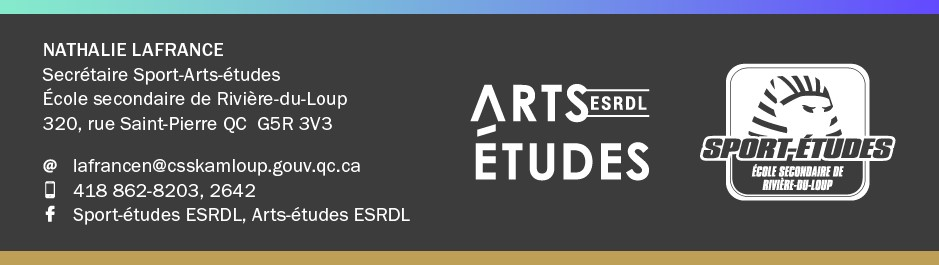 NATHALIE LAFRANCE
Secrétaire Sport-Arts-études
École secondaire de Rivière-du-Loup
320, rue Saint-Pierre QC  G5R 3V3
@ lafrancen@csskamloup.gouv.qc.ca
418 862-8203, 2642
f Sport-études ESRDL, Arts-études ESRDL
ARTS ESRDL
ÉTUDES
SPORT-ÉTUDES
ÉCOLE SECONDAIRE DE
RIVIÈRE-DU-LOUP